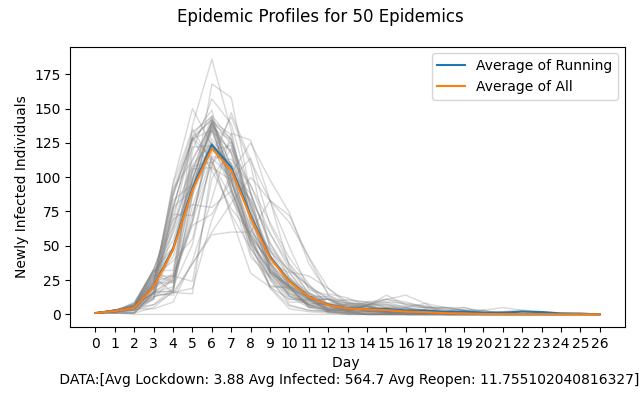 Epidemic Profiles for 50 Epidemics
Average of Running
Average of All
175
150
125
100
75
50
25
0
Newly Infected Individuals
0 1 2 3 4 5 6 7 8 9 10 11 12 13 14 15 16 17 18 19 20 21 22 23 24 25 26
Day
DATA:[Avg Lockdown: 3.88 Avg Infected: 564.7 Avg Reopen: 11.755102040816327]